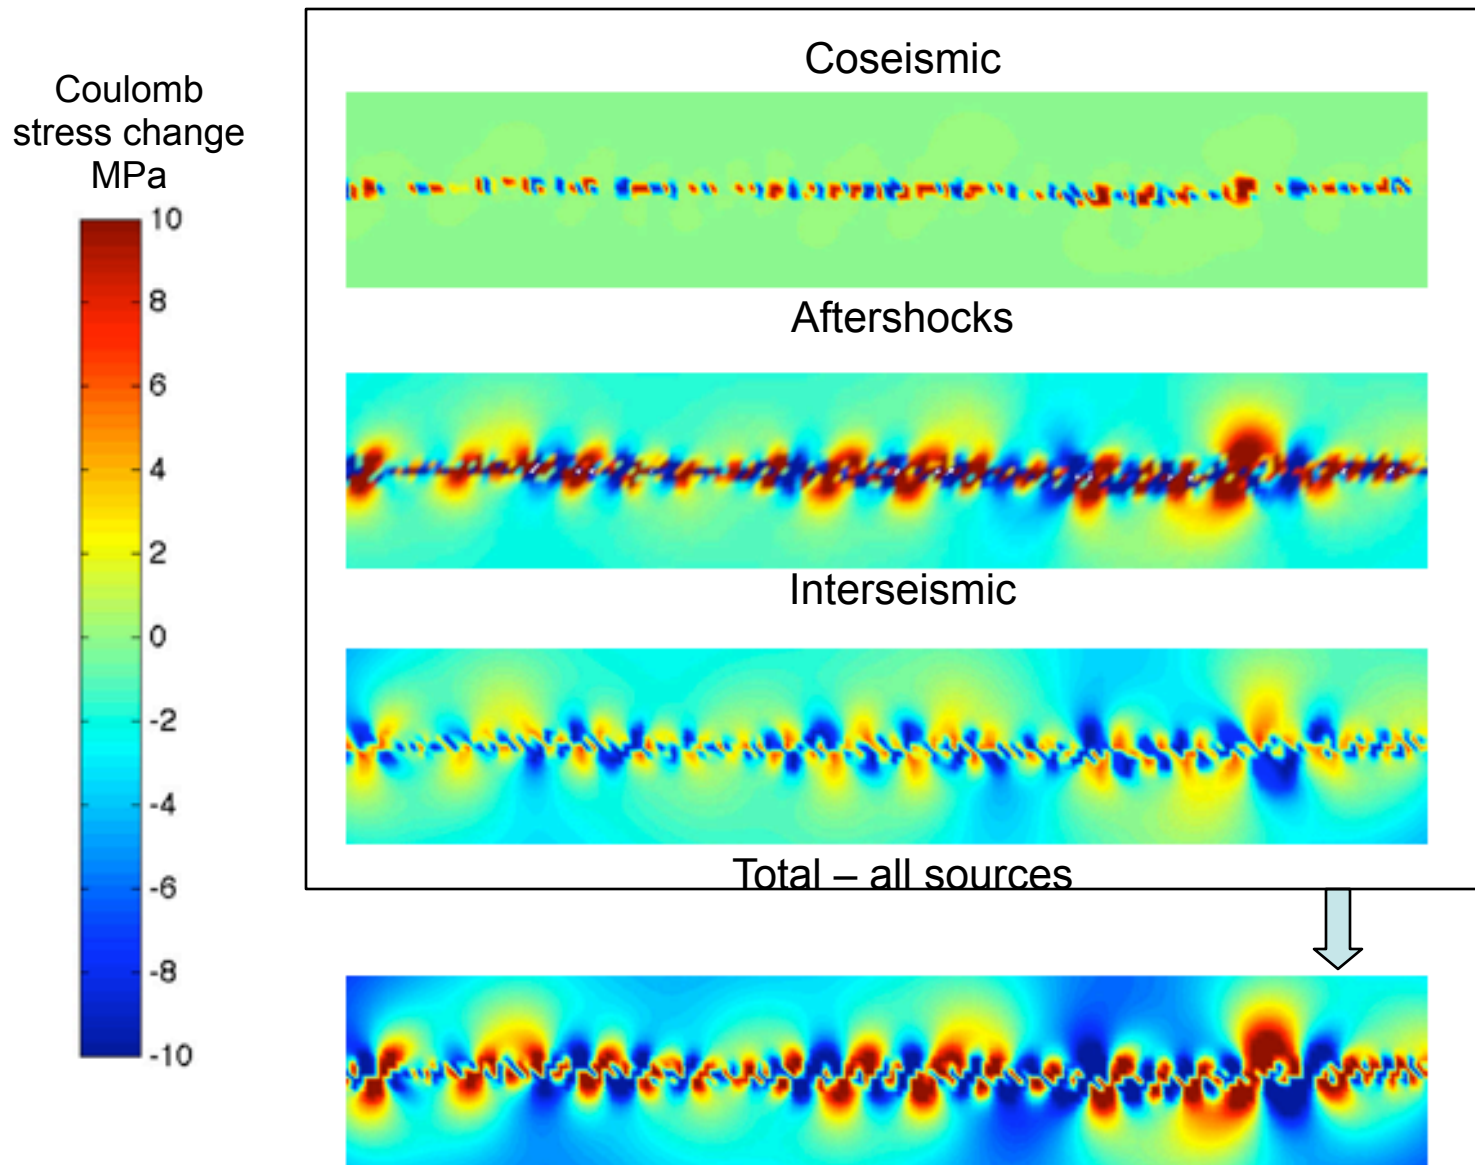 Coseismic
Coulomb
stress change
MPa
10
8
6
4
2
0
-2
-4
-6
-8
-10
Aftershocks
Interseismic
Total – all sources